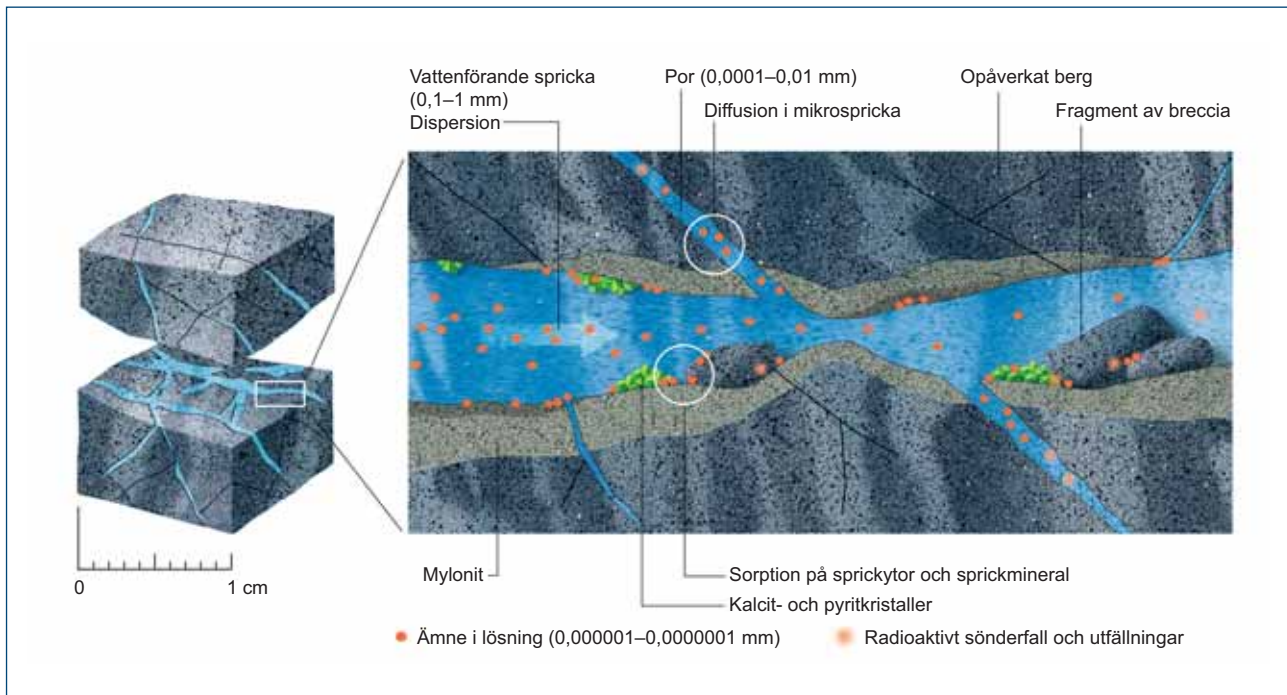 Vattenförande spricka
(0,1–1 mm)
Dispersion
Por (0,0001–0,01 mm)
Diffusion i mikrospricka
Opåverkat berg
Fragment av breccia
0
1 cm
Mylonit
Sorption på sprickytor och sprickmineral
Kalcit- och pyritkristaller
Ämne i lösning (0,000001–0,0000001 mm)
Radioaktivt sönderfall och utfällningar